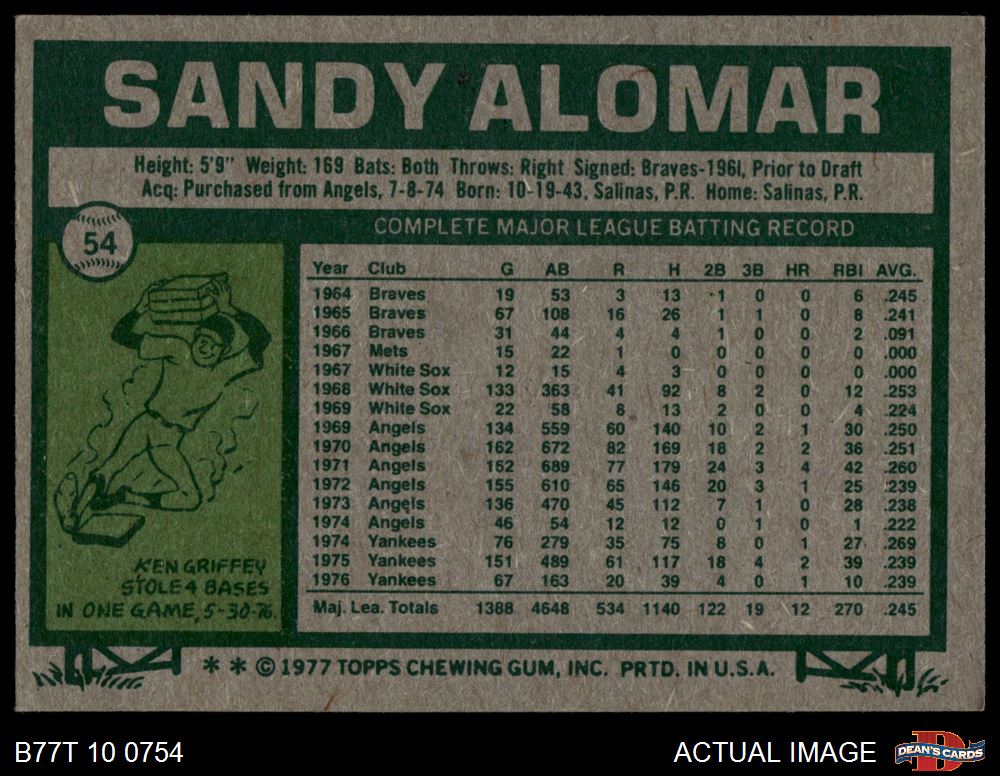 SANDY ALOMAR
Height: 5'9" Weight: 169 Bats: Both Throws: Right Signed: Braves-1961, Prior to Draft
Acq: Purchased from Angels, 7-8-74 Born: 10-19-43, Salinas, P.R. Home: Salinas, P.R.
54
COMPLETE MAJOR LEAGUE BATTING RECORD
Year Club G AB R H 2B 3B HR RBI AVG.
1964 Braves 19 53 3 13 1 0 0 6 .245
1965 Braves 67 108 16 26 1 1 0 8 .241
1966 Braves 31 44 4 4 1 0 0 2 .091
1967 Mets 15 22 1 0 0 0 0 0 .000
1967 White Sox 12 15 4 3 0 0 0 0 .000
1968 White Sox 133 363 41 92 8 2 0 12 .253
1969 White Sox 22 58 8 13 2 0 0 4 .224
1969 Angels 134 559 60 140 10 2 1 30 .250
1970 Angels 162 672 82 169 18 2 2 36 .251
1971 Angels 162 689 77 179 24 3 4 42 .260
1972 Angels 155 610 65 146 20 3 1 25 .239
1973 Angels 136 470 45 112 7 1 0 28 .238
1974 Angels 46 54 12 12 0 1 0 1 .222
1974 Yankees 76 279 35 75 8 0 1 27 .269
1975 Yankees 151 489 61 117 18 4 2 39 .239
1976 Yankees 67 163 20 39 4 0 1 10 .239
Maj. Lea. Totals 1388 4648 534 1140 122 19 12 270 .245
KEN GRIFFEY
STOLE 4 BASES
IN ONE GAME, 5-30-76.
* * © 1977 TOPPS CHEWING GUM, INC. PRTD. IN U.S.A.
B77T 10 0754
ACTUAL IMAGE
DEAN'S CARDS